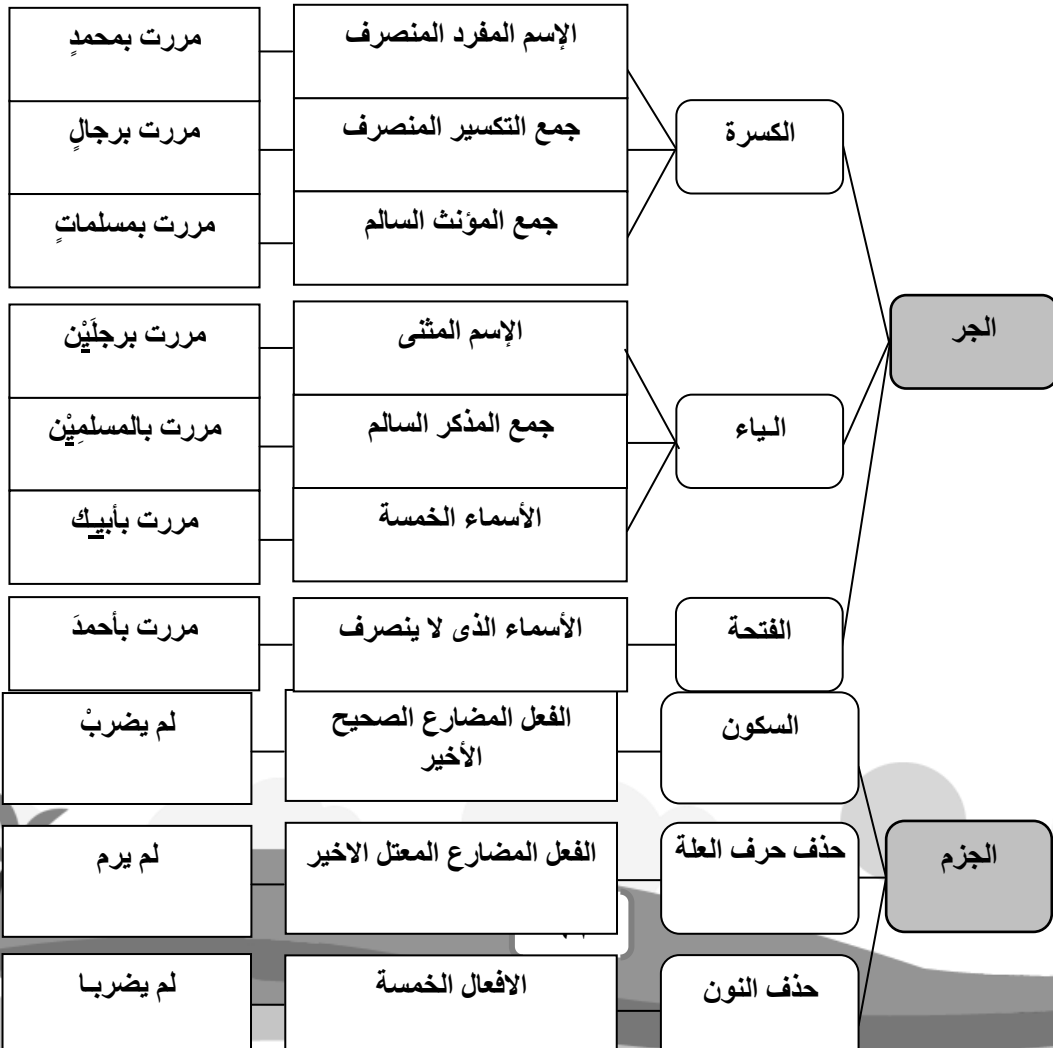 الجر
الكسرة
الإسم المفرد المنصرف
مررت بمحمدٍ
جمع التكسير المنصرف
مررت برجالٍ
جمع المؤنث السالم
مررت بمسلماتٍ
الياء
الإسم المثنى
مررت برجلَيْن
جمع المذكر السالم
مررت بالمسلمِيْن
الأسماء الخمسة
مررت بأبيك
الفتحة
الأسماء الذى لا ينصرف
مررت بأحمدَ
الجزم
السكون
الفعل المضارع الصحيح
الأخير
لم يضربْ
حذف حرف العلة
الفعل المضارع المعتل الاخير
لم يرم
حذف النون
الافعال الخمسة
لم يضربا